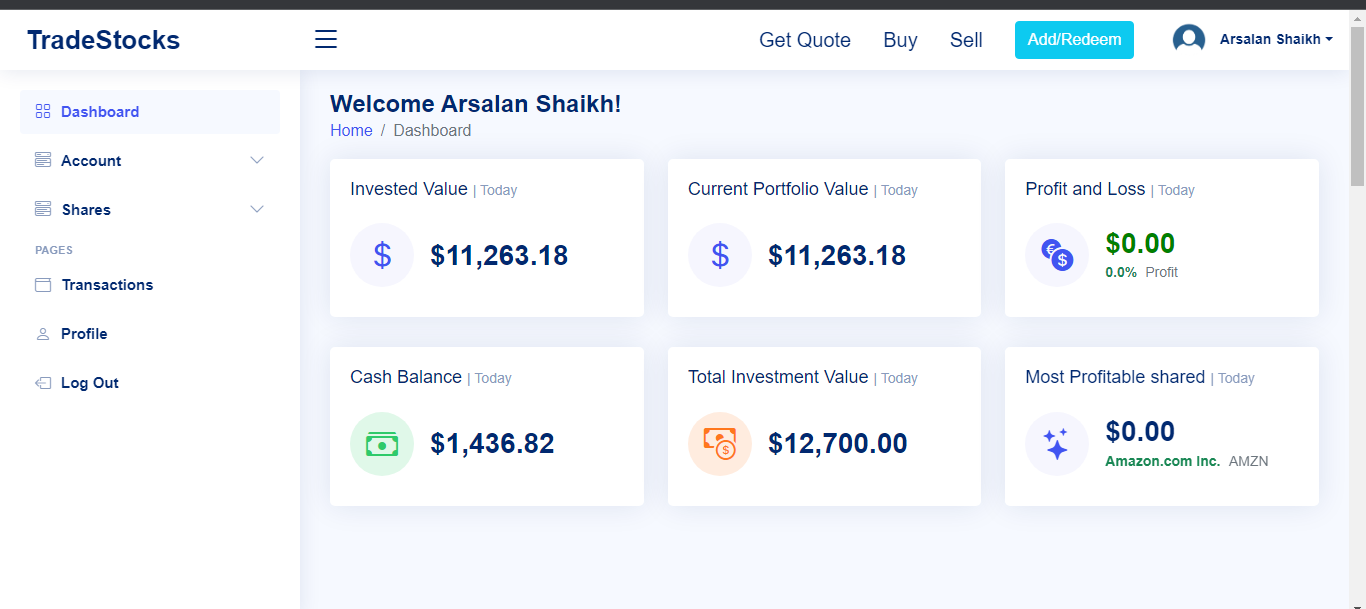 TradeStocks
Get Quote Buy Sell Add/Redeem Arsalan Shaikh
Dashboard
Account
Shares
PAGES
Transactions
Profile
Log Out
Welcome Arsalan Shaikh!
Home / Dashboard
Invested Value | Today
$11,263.18
Current Portfolio Value | Today
$11,263.18
Profit and Loss | Today
$0.00
0.0% Profit
Cash Balance | Today
$1,436.82
Total Investment Value | Today
$12,700.00
Most Profitable shared | Today
$0.00
Amazon.com Inc. AMZN